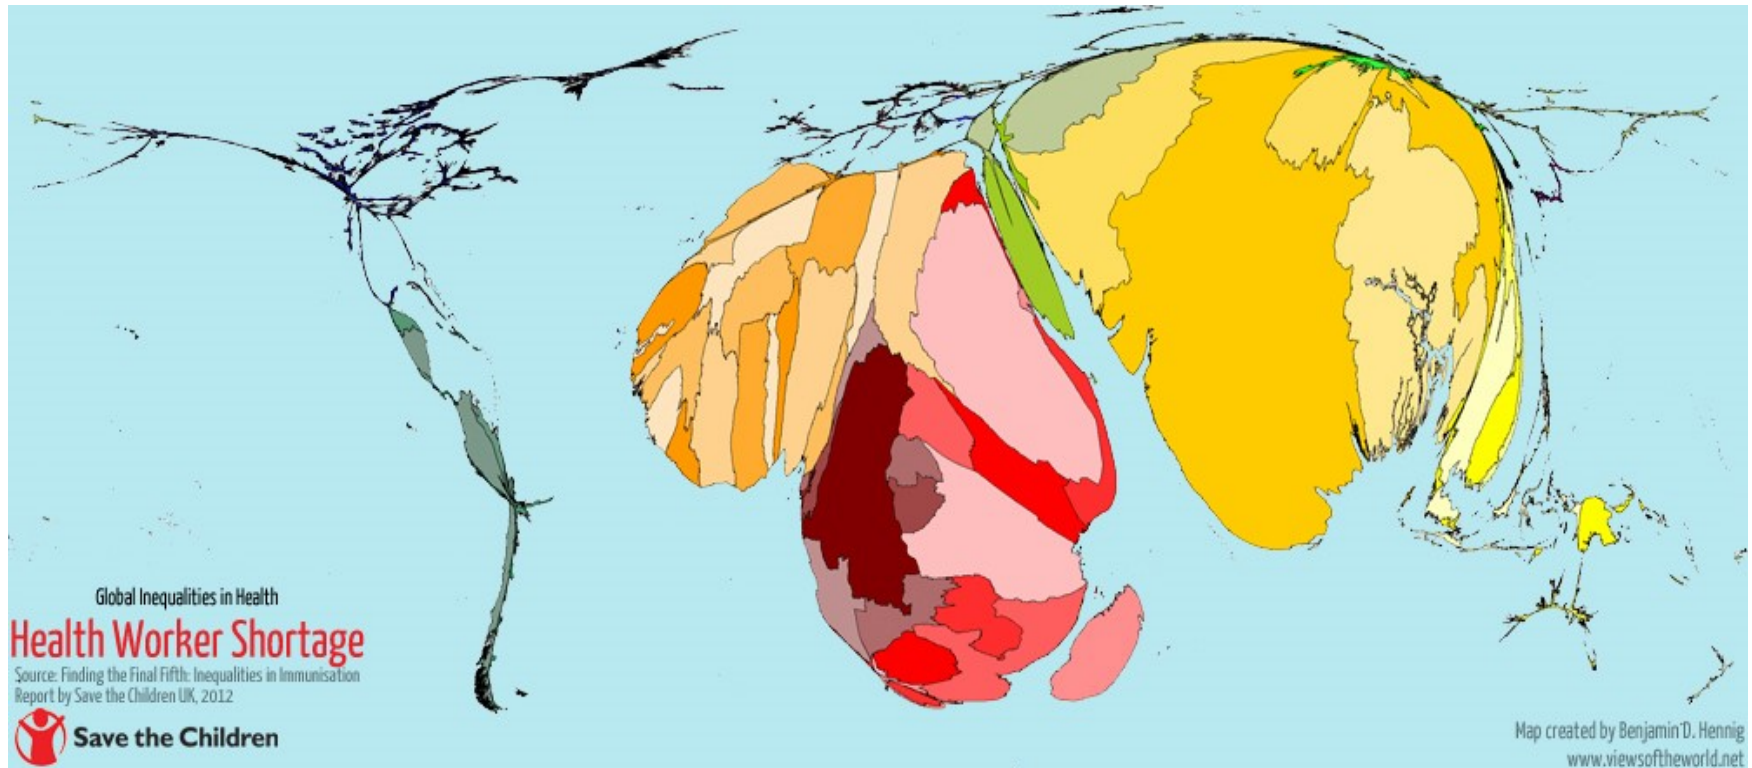 Global Inequalities in Health
Health Worker Shortage
Source: Finding the Final Fifth: Inequalities in Immunisation
Report by Save the Children UK, 2012
Save the Children
Map created by Benjamin D. Hennig
www.viewsoftheworld.net